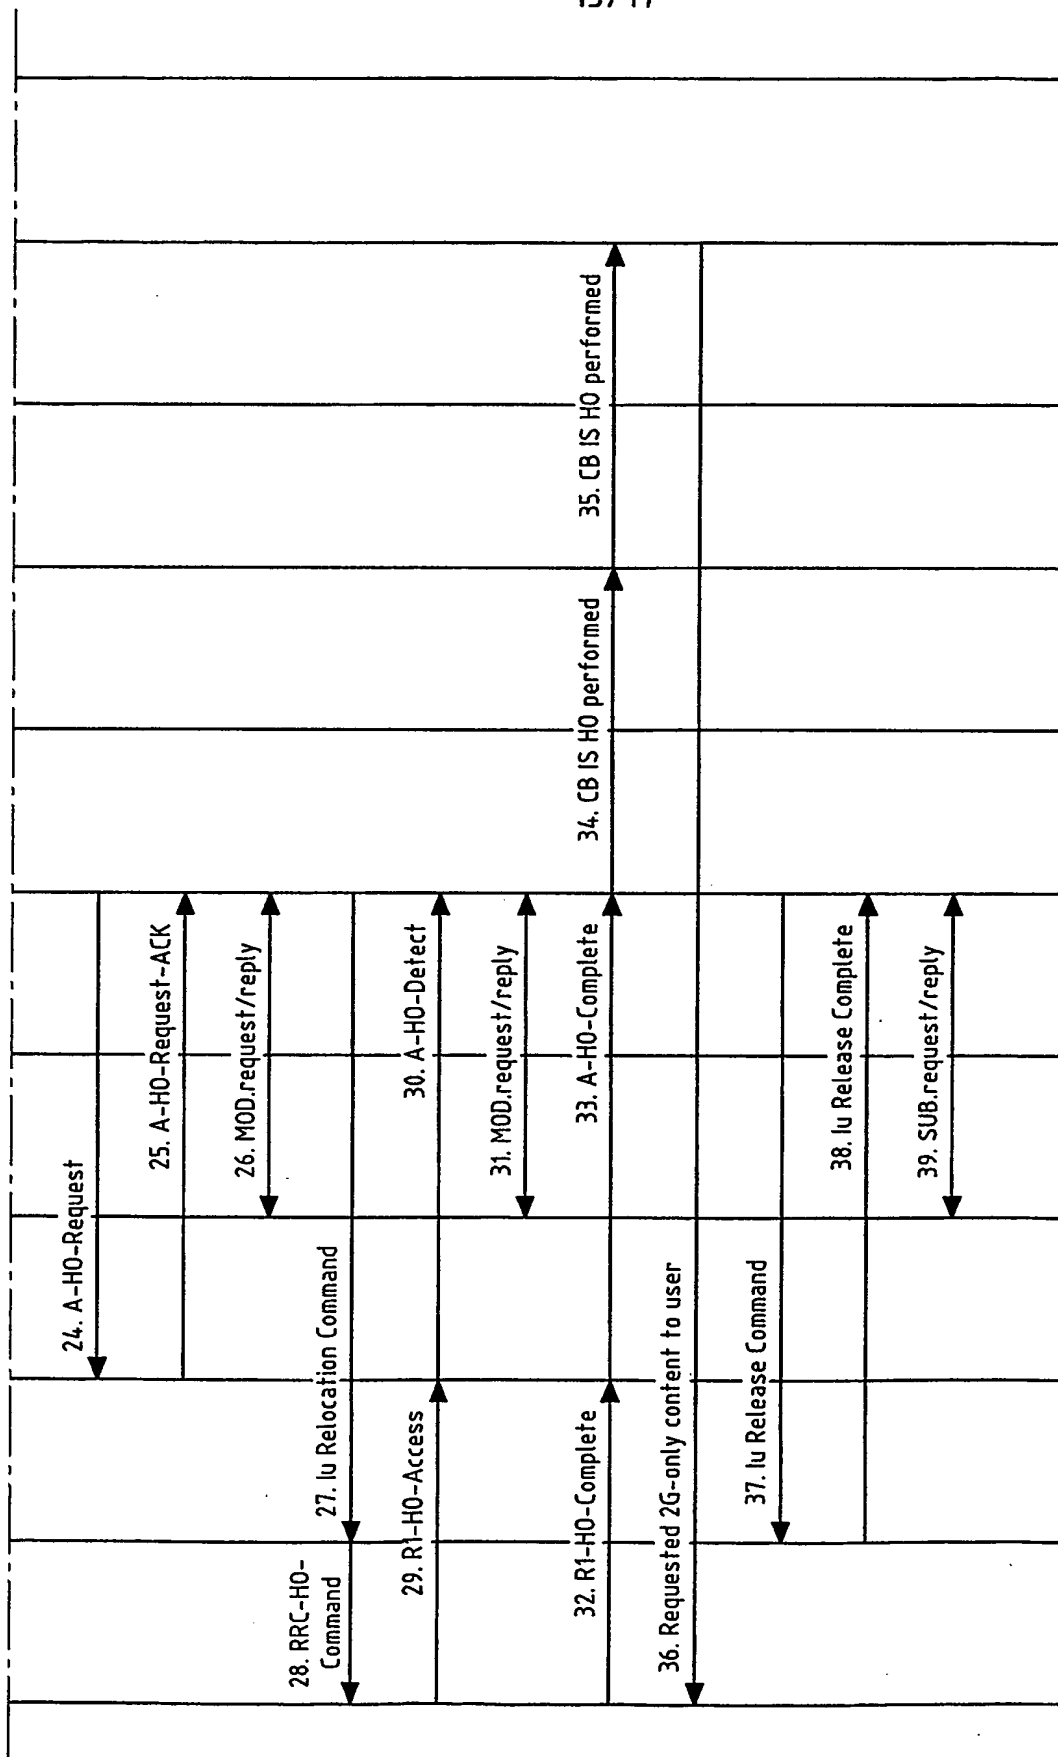 24. A-HO-Request
25. A-HO-Request-ACK
26. MOD.request/reply
27. Iu Relocation Command
28. RRC-HO-
Command
29. R1-HO-Access
30. A-HO-Detect
31. MOD.request/reply
32. R1-HO-Complete
33. A-HO-Complete
34. CB IS HO performed
35. CB IS HO performed
36. Requested 2G-only content to user
37. Iu Release Command
38. Iu Release Complete
39. SUB.request/reply